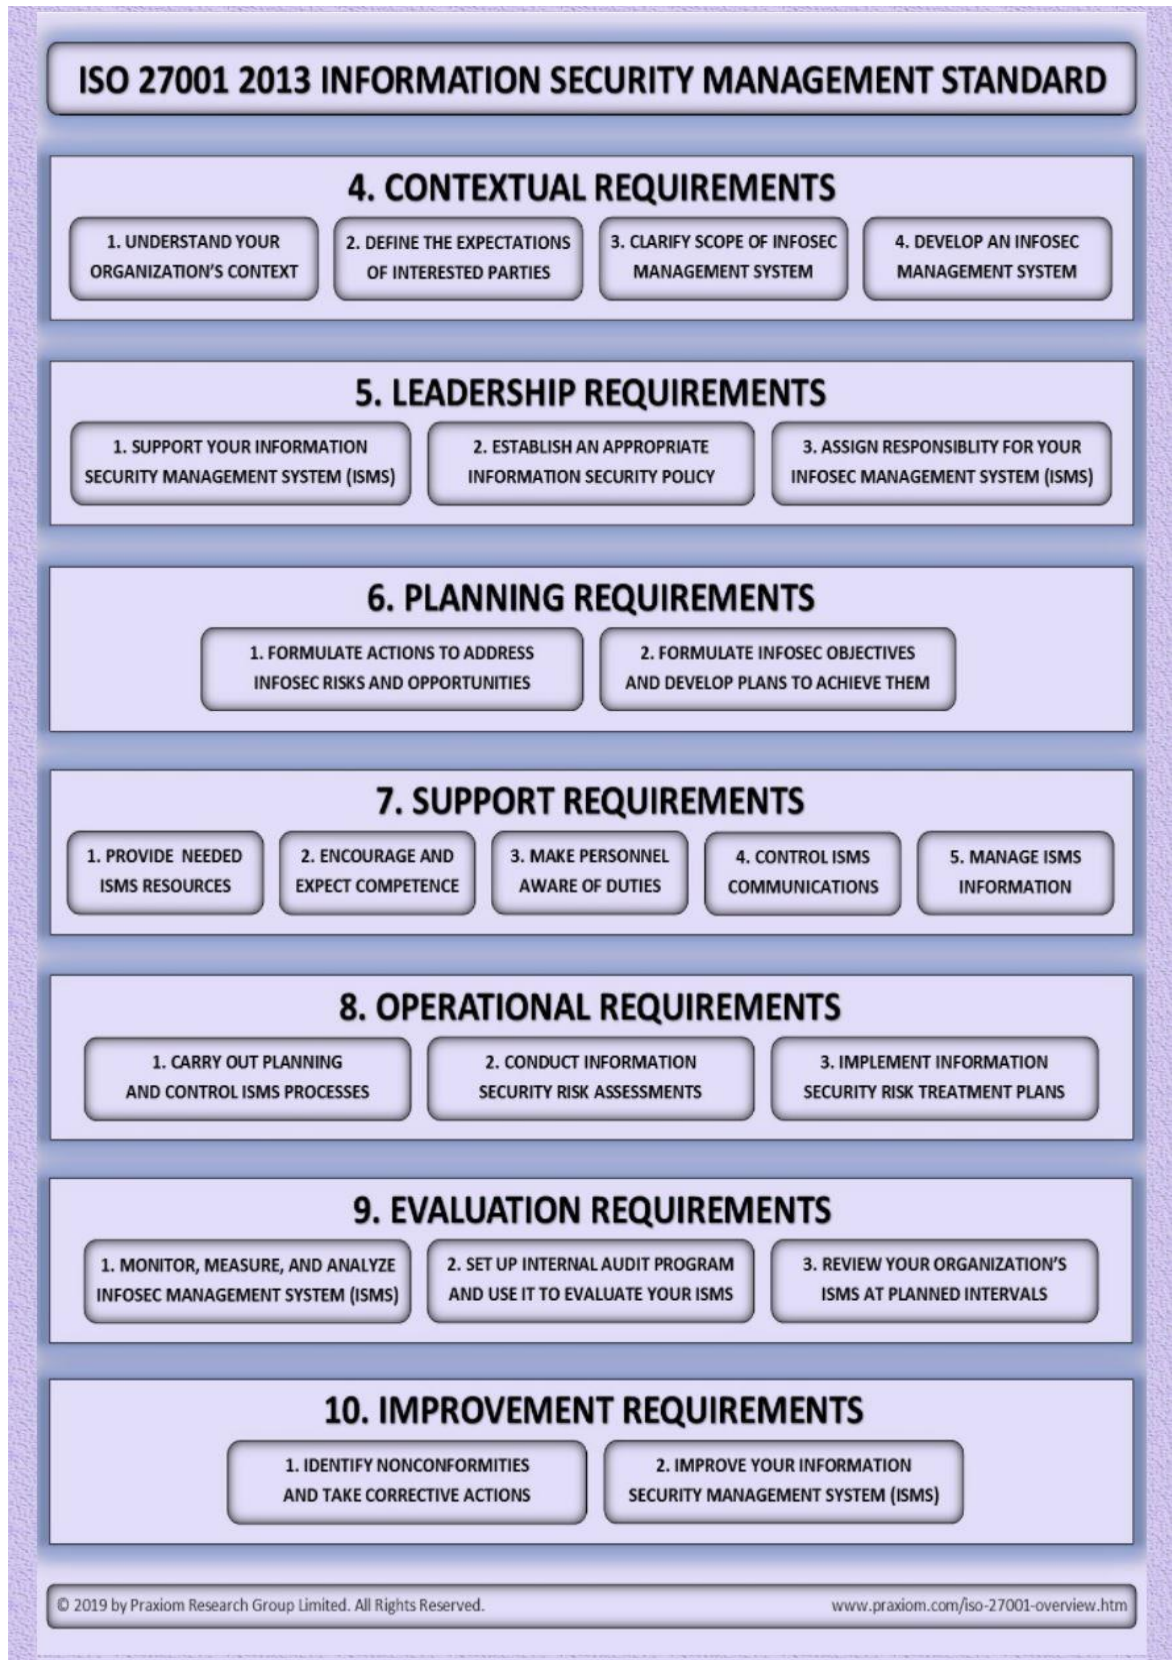 ISO 27001 2013 INFORMATION SECURITY MANAGEMENT STANDARD
4. CONTEXTUAL REQUIREMENTS
1. UNDERSTAND YOUR
ORGANIZATION'S CONTEXT
2. DEFINE THE EXPECTATIONS
OF INTERESTED PARTIES
3. CLARIFY SCOPE OF INFOSEC
MANAGEMENT SYSTEM
4. DEVELOP AN INFOSEC
MANAGEMENT SYSTEM
5. LEADERSHIP REQUIREMENTS
1. SUPPORT YOUR INFORMATION
SECURITY MANAGEMENT SYSTEM (ISMS)
2. ESTABLISH AN APPROPRIATE
INFORMATION SECURITY POLICY
3. ASSIGN RESPONSIBLITY FOR YOUR
INFOSEC MANAGEMENT SYSTEM (ISMS)
6. PLANNING REQUIREMENTS
1. FORMULATE ACTIONS TO ADDRESS
INFOSEC RISKS AND OPPORTUNITIES
2. FORMULATE INFOSEC OBJECTIVES
AND DEVELOP PLANS TO ACHIEVE THEM
7. SUPPORT REQUIREMENTS
1. PROVIDE NEEDED
ISMS RESOURCES
2. ENCOURAGE AND
EXPECT COMPETENCE
3. MAKE PERSONNEL
AWARE OF DUTIES
4. CONTROL ISMS
COMMUNICATIONS
5. MANAGE ISMS
INFORMATION
8. OPERATIONAL REQUIREMENTS
1. CARRY OUT PLANNING
AND CONTROL ISMS PROCESSES
2. CONDUCT INFORMATION
SECURITY RISK ASSESSMENTS
3. IMPLEMENT INFORMATION
SECURITY RISK TREATMENT PLANS
9. EVALUATION REQUIREMENTS
1. MONITOR, MEASURE, AND ANALYZE
INFOSEC MANAGEMENT SYSTEM (ISMS)
2. SET UP INTERNAL AUDIT PROGRAM
AND USE IT TO EVALUATE YOUR ISMS
3. REVIEW YOUR ORGANIZATION'S
ISMS AT PLANNED INTERVALS
10. IMPROVEMENT REQUIREMENTS
1. IDENTIFY NONCONFORMITIES
AND TAKE CORRECTIVE ACTIONS
2. IMPROVE YOUR INFORMATION
SECURITY MANAGEMENT SYSTEM (ISMS)
© 2019 by Praxiom Research Group Limited. All Rights Reserved.
www.praxiom.com/iso-27001-overview.htm